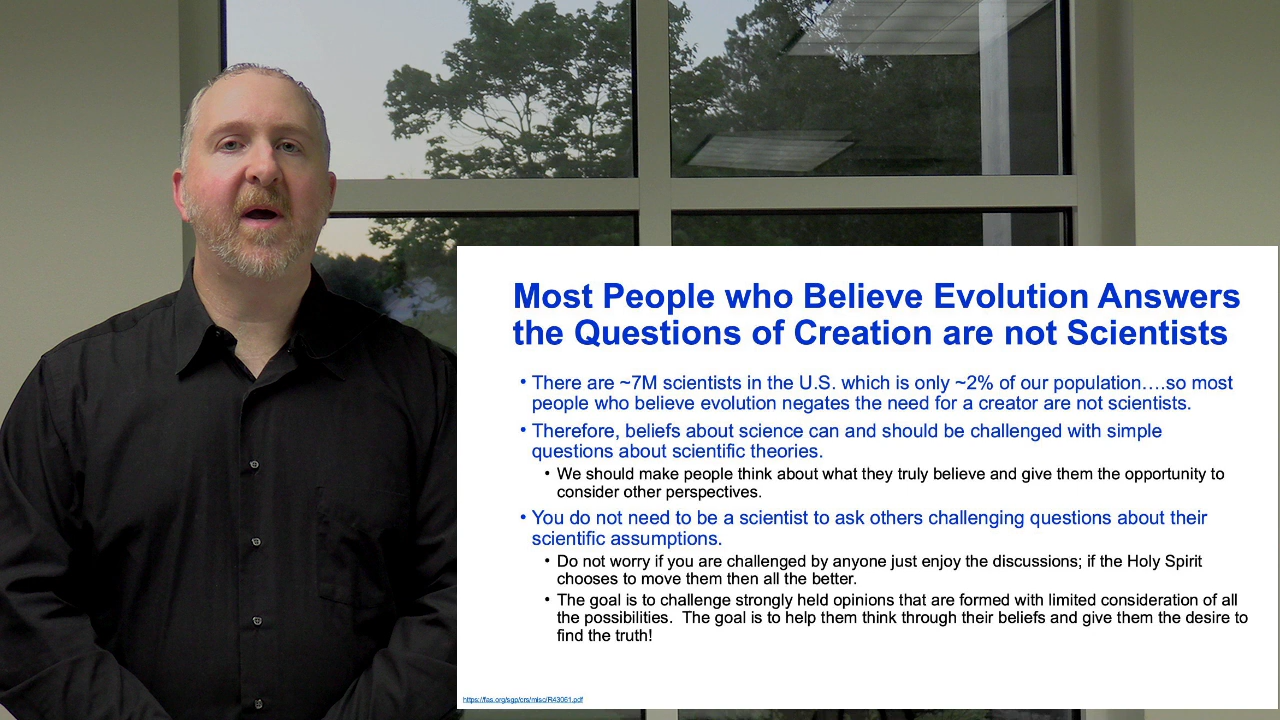 Most People who Believe Evolution Answers
the Questions of Creation are not Scientists
• There are ~7M scientists in the U.S. which is only ~2% of our population….so most
people who believe evolution negates the need for a creator are not scientists.
• Therefore, beliefs about science can and should be challenged with simple
questions about scientific theories.
• We should make people think about what they truly believe and give them the opportunity to
consider other perspectives.
• You do not need to be a scientist to ask others challenging questions about their
scientific assumptions.
• Do not worry if you are challenged by anyone just enjoy the discussions; if the Holy Spirit
chooses to move them then all the better.
• The goal is to challenge strongly held opinions that are formed with limited consideration of all
the possibilities.  The goal is to help them think through their beliefs and give them the desire to
find the truth!
https://fas.org/sgp/crs/misc/R43061.pdf